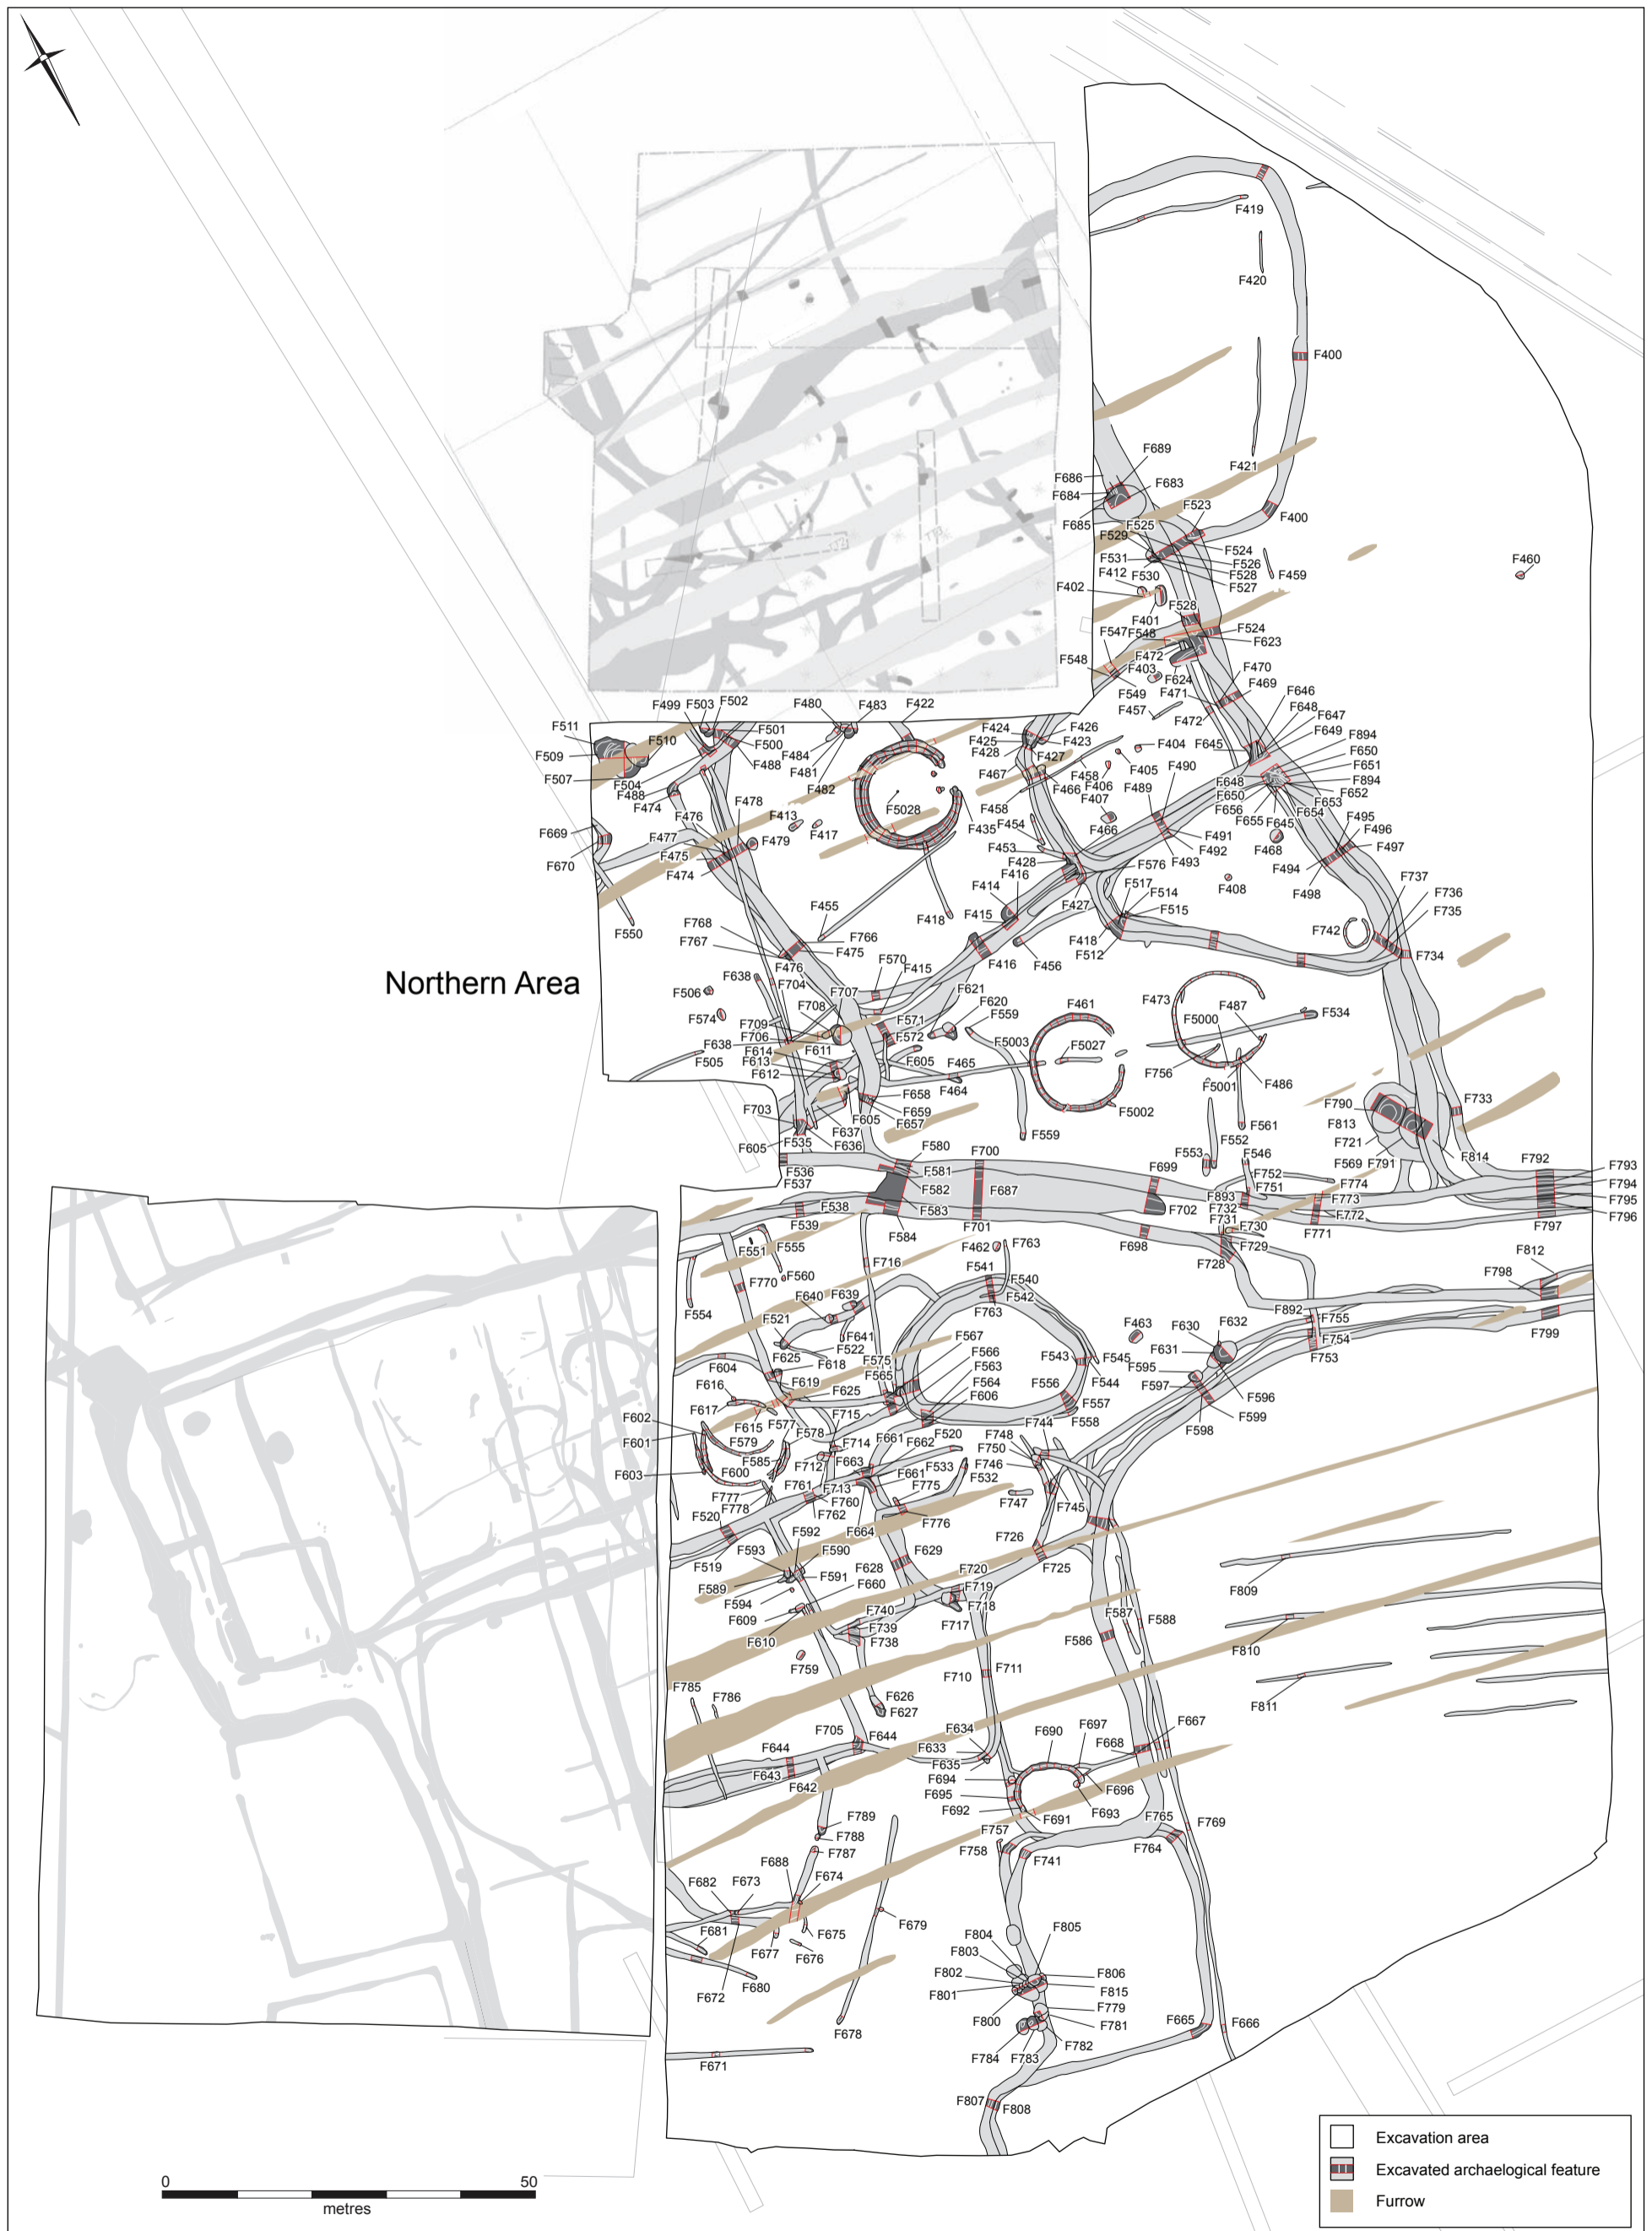 F419
F420
F400
F421
F689
F686
F683
F684
F685
F523
F400
F525
F529
F524
F531
F526
F412
F530
F528
F459
F460
F402
F527
F401
F528
F547
F548
F524
F623
F548
F472
F403
F624
F470
F549
F471
F469
F457
F472
F646
F648
F647
F649
F645
F894
F650
F651
F648
F894
F650
F652
F656
F653
F655
F654
F645
F499
F503
F502
F480
F483
F422
F424
F426
F511
F501
F425
F423
F404
F510
F500
F484
F428
F509
F488
F481
F427
F405
F490
F507
F504
F482
F467
F458
F488
F466
F406
F489
F474
F478
F5028
F458
F407
F476
F413
F466
F495
F669
F477
F479
F417
F435
F454
F491
F496
F475
F453
F492
F468
F497
F670
F474
F428
F493
F494
F576
F498
F416
F408
F414
F517
F737
F455
F427
F514
F736
F550
F415
F515
F735
F768
F418
F742
F766
F418
F767
F475
F512
F734
F416
F456
Northern Area
F476
F570
F415
F638
F704
F707
F621
F473
F506
F708
F620
F461
F487
F574
F571
F559
F5000
F534
F709
F572
F5003
F706
F5027
F638
F611
F614
F605
F465
F756
F613
F505
F612
F464
F5001
F486
F658
F5002
F790
F733
F703
F659
F813
F605
F657
F561
F637
F552
F721
F605
F535
F636
F559
F553
F546
F569
F791
F814
F580
F700
F792
F536
F581
F699
F752
F793
F537
F582
F687
F751
F774
F794
F893
F773
F538
F583
F702
F732
F772
F795
F539
F701
F731
F771
F796
F584
F698
F730
F797
F551
F555
F462
F763
F729
F716
F728
F812
F560
F541
F540
F798
F770
F640
F639
F542
F554
F763
F892
F521
F755
F463
F630
F632
F799
F641
F522
F567
F631
F754
F625
F575
F543
F545
F753
F604
F618
F566
F595
F565
F563
F544
F597
F619
F616
F625
F564
F556
F596
F617
F606
F557
F599
F602
F615
F577
F715
F558
F598
F578
F744
F601
F579
F714
F661
F520
F748
F585
F662
F750
F712
F663
F533
F746
F603
F600
F661
F532
F777
F761
F713
F775
F747
F778
F760
F745
F520
F762
F776
F592
F664
F726
F593
F590
F629
F519
F628
F720
F725
F591
F589
F660
F719
F809
F594
F609
F740
F718
F587
F588
F739
F717
F610
F738
F586
F810
F759
F710
F711
F785
F786
F626
F811
F627
F705
F634
F690
F697
F667
F644
F644
F633
F668
F635
F643
F694
F642
F696
F695
F692
F693
F691
F765
F769
F789
F757
F788
F758
F764
F787
F741
F688
F674
F682
F673
F679
F675
F804
F805
F681
F677
F803
F676
F802
F806
F680
F801
F815
F672
F779
F800
F665
F666
F781
F678
F782
F784
F783
F671
F807
F808
Excavation area
Excavated archaelogical feature
Furrow
0
50
metres